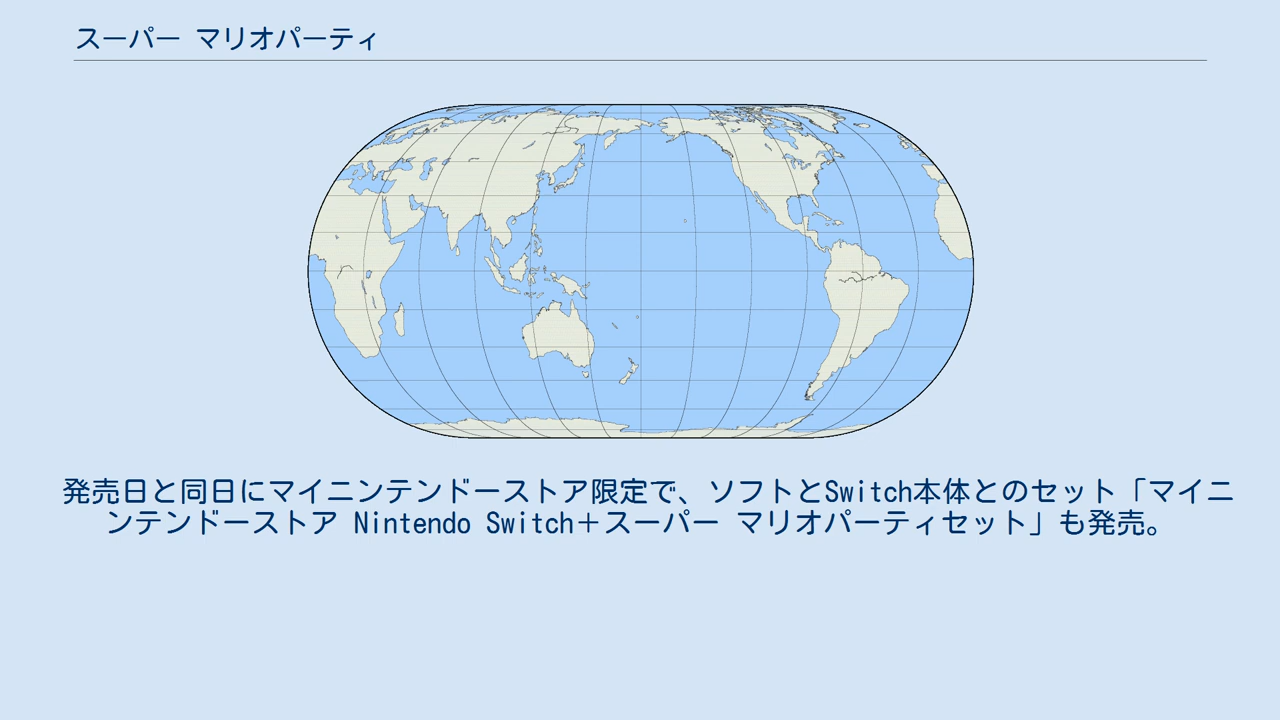 スーパー マリオパーティ
発売日と同日にマイニンテンドーストア限定で、ソフトとSwitch本体とのセット「マイニ
ンテンドーストア Nintendo Switch＋スーパー マリオパーティセット」も発売。